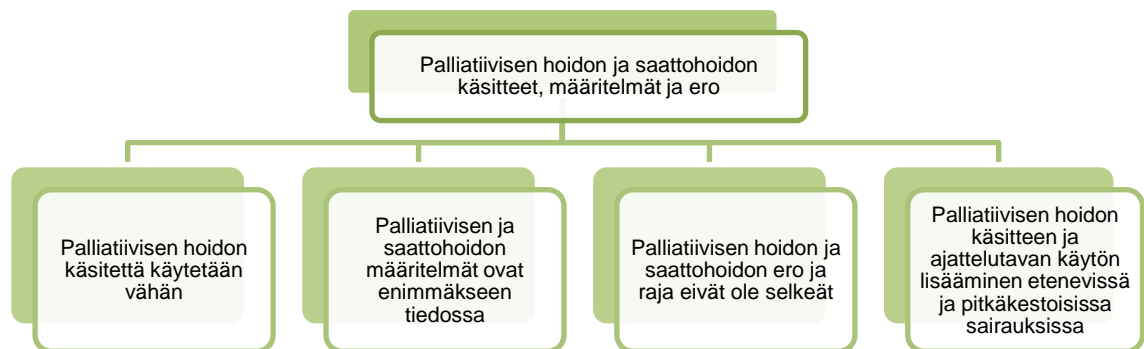 Palliatiivisen hoidon ja saattohoidon
käsitteet, määritelmät ja ero
Palliatiivisen hoidon
käsitettä käytetään
vähän
Palliatiivisen ja
saattohoidon
määritelmät ovat
enimmäkseen
tiedossa
Palliatiivisen hoidon ja
saattohoidon ero ja
raja eivät ole selkeät
Palliatiivisen hoidon
käsitteen ja
ajattelutavan käytön
lisääminen etenevissä
ja pitkäkestoisissa
sairauksissa